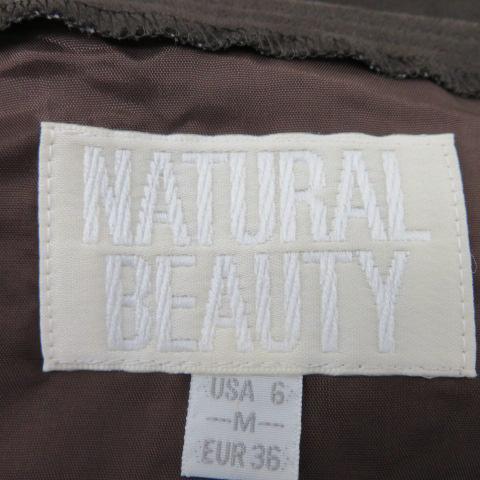 NATURAL
BEAUTY
USA 6
—M—
EUR 36